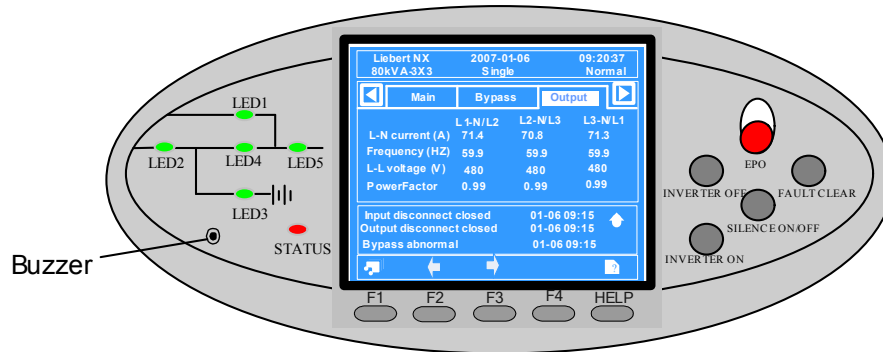 Liebert NX 2007-01-06 09:20:37
80kVA-3X3 Single Normal
Main Bypass Output
L1-N/L2 L2-N/L3 L3-N/L1
L-N current (A) 71.4 70.8 71.3
Frequency (HZ) 59.9 59.9 59.9
L-L voltage (V) 480 480 480
PowerFactor 0.99 0.99 0.99
Input disconnect closed 01-06 09:15
Output disconnect closed 01-06 09:15
Bypass abnormal 01-06 09:15
?
F1 F2 F3 F4 HELP
LED1
LED2 LED4 LED5
LED3
STATUS
Buzzer
EPO
INVERTER OFF FAULT CLEAR
SILENCE ON/OFF
INVERTER ON